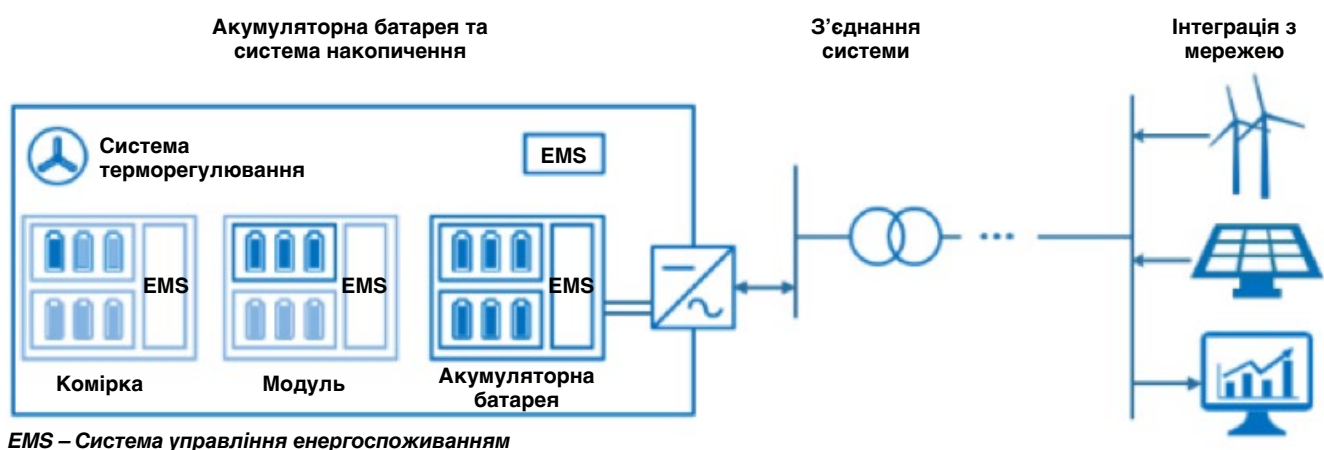 Акумуляторна батарея та
система накопичення
З’єднання
системи
Інтеграція з
мережею
Система
терморегулювання
EMS
EMS
EMS
EMS
Комірка
Модуль
Акумуляторна
батарея
EMS – Система управління енергоспоживанням